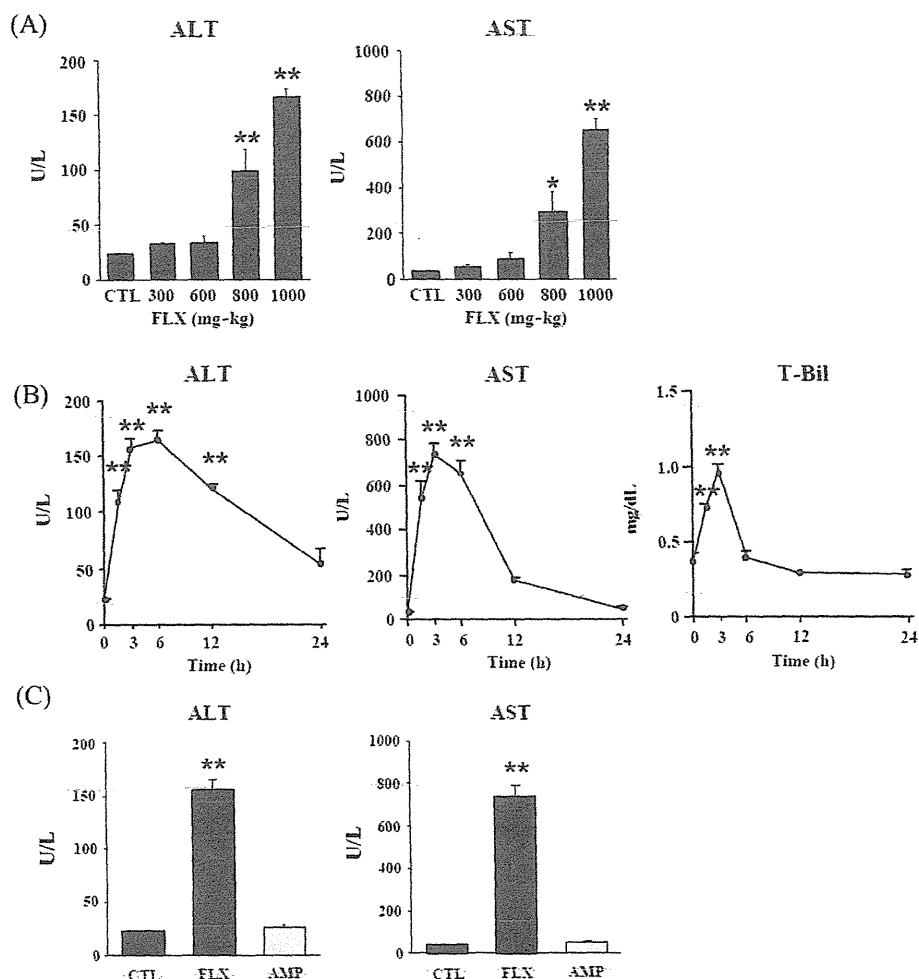 (A)
ALT
AST
200
150
100
50
0
U/L
**
**
CTL 300 600 800 1000
FLX (mg-kg)
1000
800
600
400
200
0
U/L
*
**
CTL 300 600 800 1000
FLX (mg-kg)
(B)
ALT
AST
T-Bil
200
150
100
50
0
U/L
**
**
**
**
0 3 6 12 24
Time (h)
1000
800
600
400
200
0
U/L
**
**
**
0 3 6 12 24
Time (h)
1.5
1.0
0.5
0
mg/dL
**
**
0 3 6 12 24
Time (h)
(C)
ALT
AST
200
150
100
50
0
U/L
**
CTL FLX AMP
1000
800
600
400
200
0
U/L
**
CTL FLX AMP